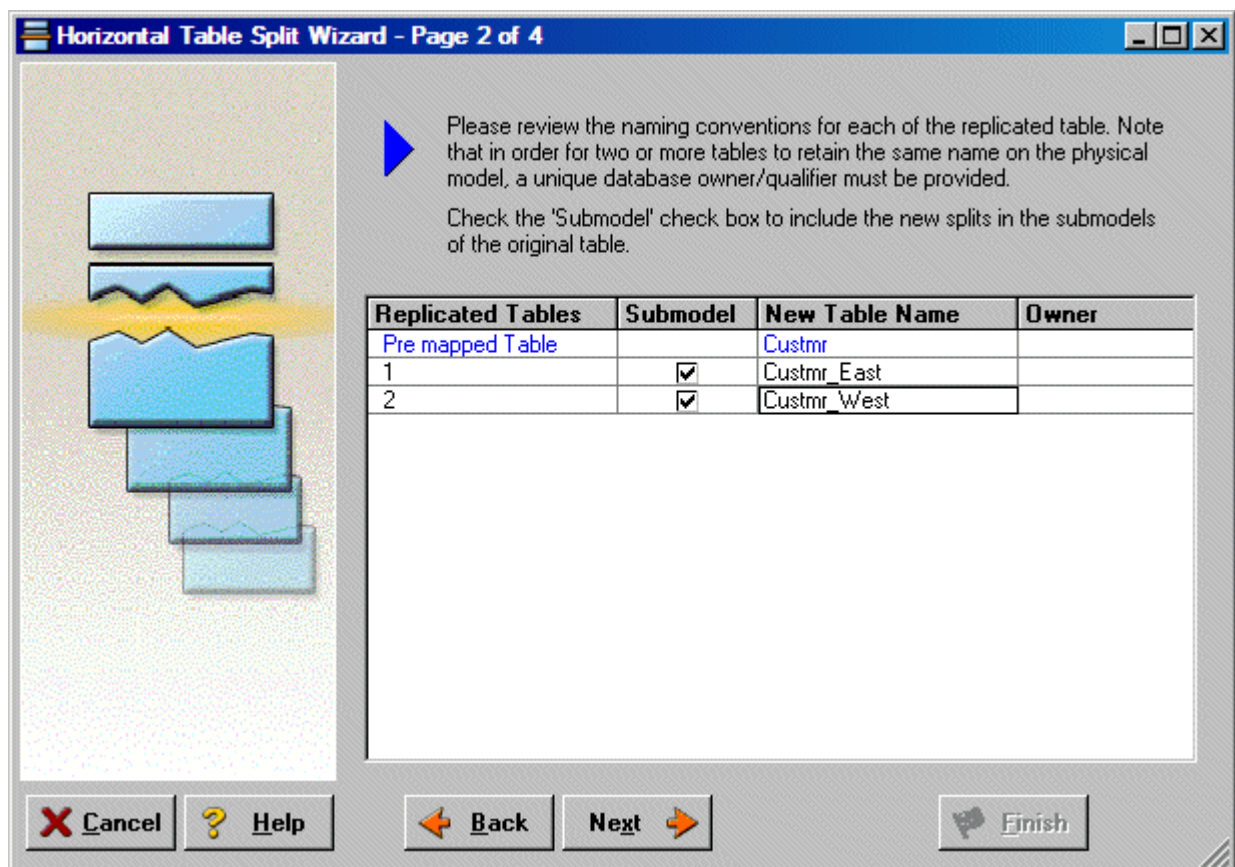 Horizontal Table Split Wizard - Page 2 of 4
Please review the naming conventions for each of the replicated table. Note
that in order for two or more tables to retain the same name on the physical
model, a unique database owner/qualifier must be provided.
Check the 'Submodel' check box to include the new splits in the submodels
of the original table.
Replicated Tables Submodel New Table Name Owner
Pre mapped Table Custmr
1 Custmr_East
2 Custmr_West
Cancel Help Back Next Finish